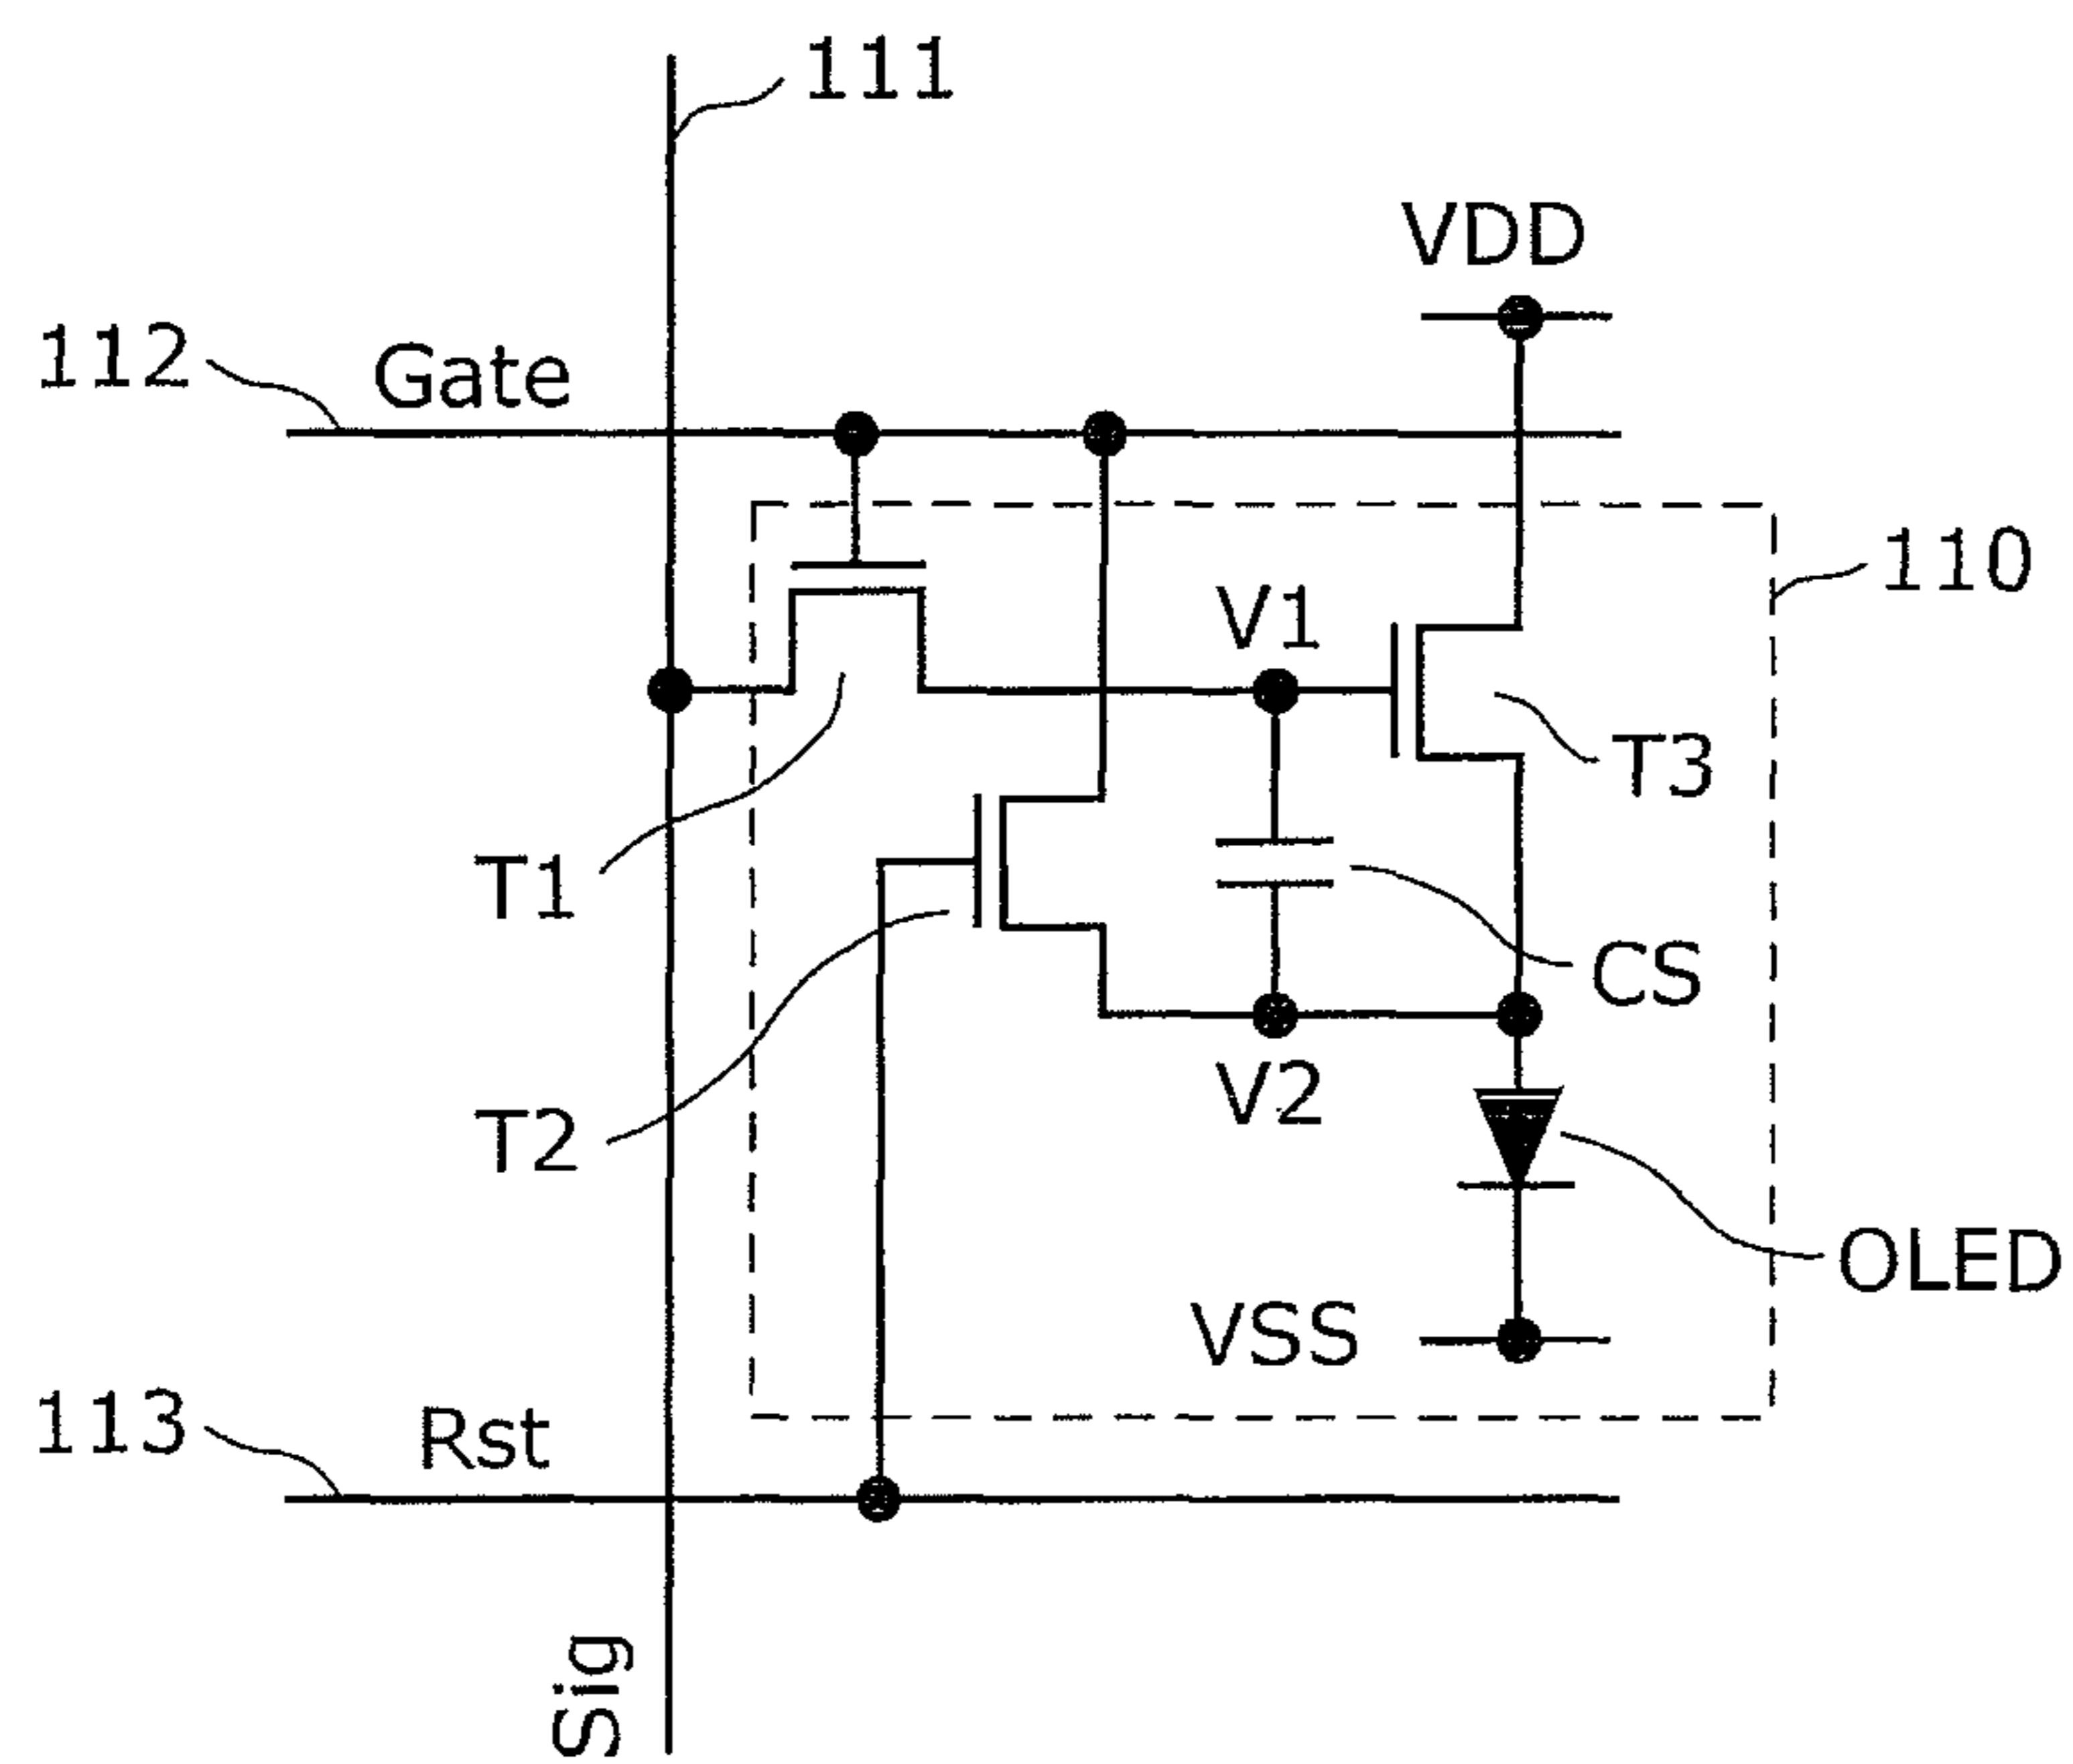 111
VDD
112
Gate
110
V1
T3
T1
CS
V2
T2
OLED
VSS
113
Rst
Sig